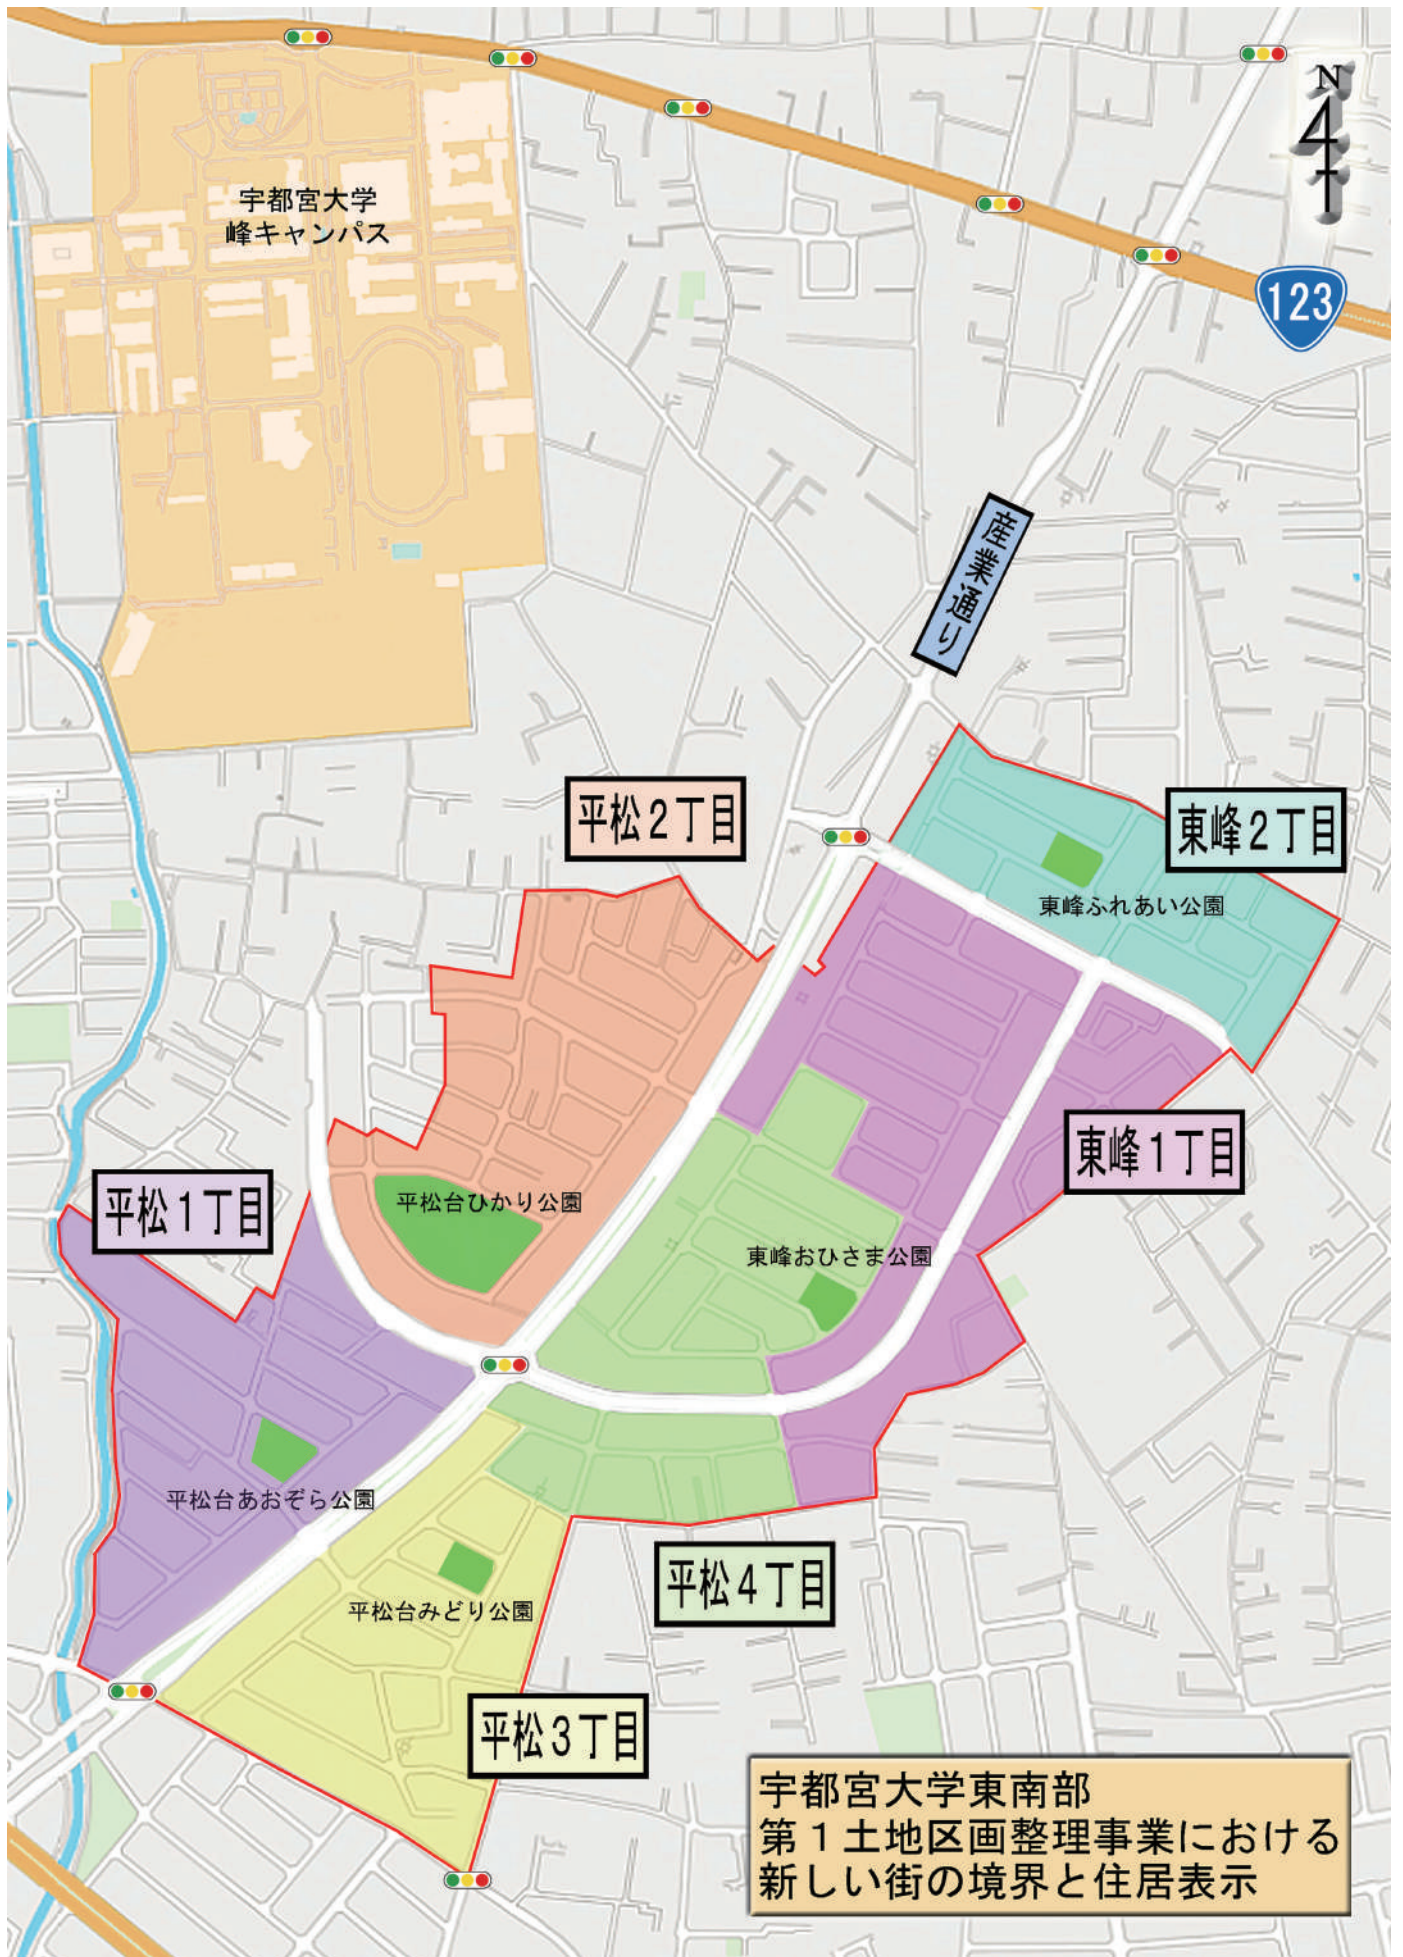 N
宇都宮大学
峰キャンパス
123
産業通り
平松2丁目
東峰2丁目
東峰ふれあい公園
東峰1丁目
平松1丁目
平松台ひかり公園
東峰おひさま公園
平松台あおぞら公園
平松4丁目
平松台みどり公園
平松3丁目
宇都宮大学東南部
第1土地区画整理事業における
新しい街の境界と住居表示